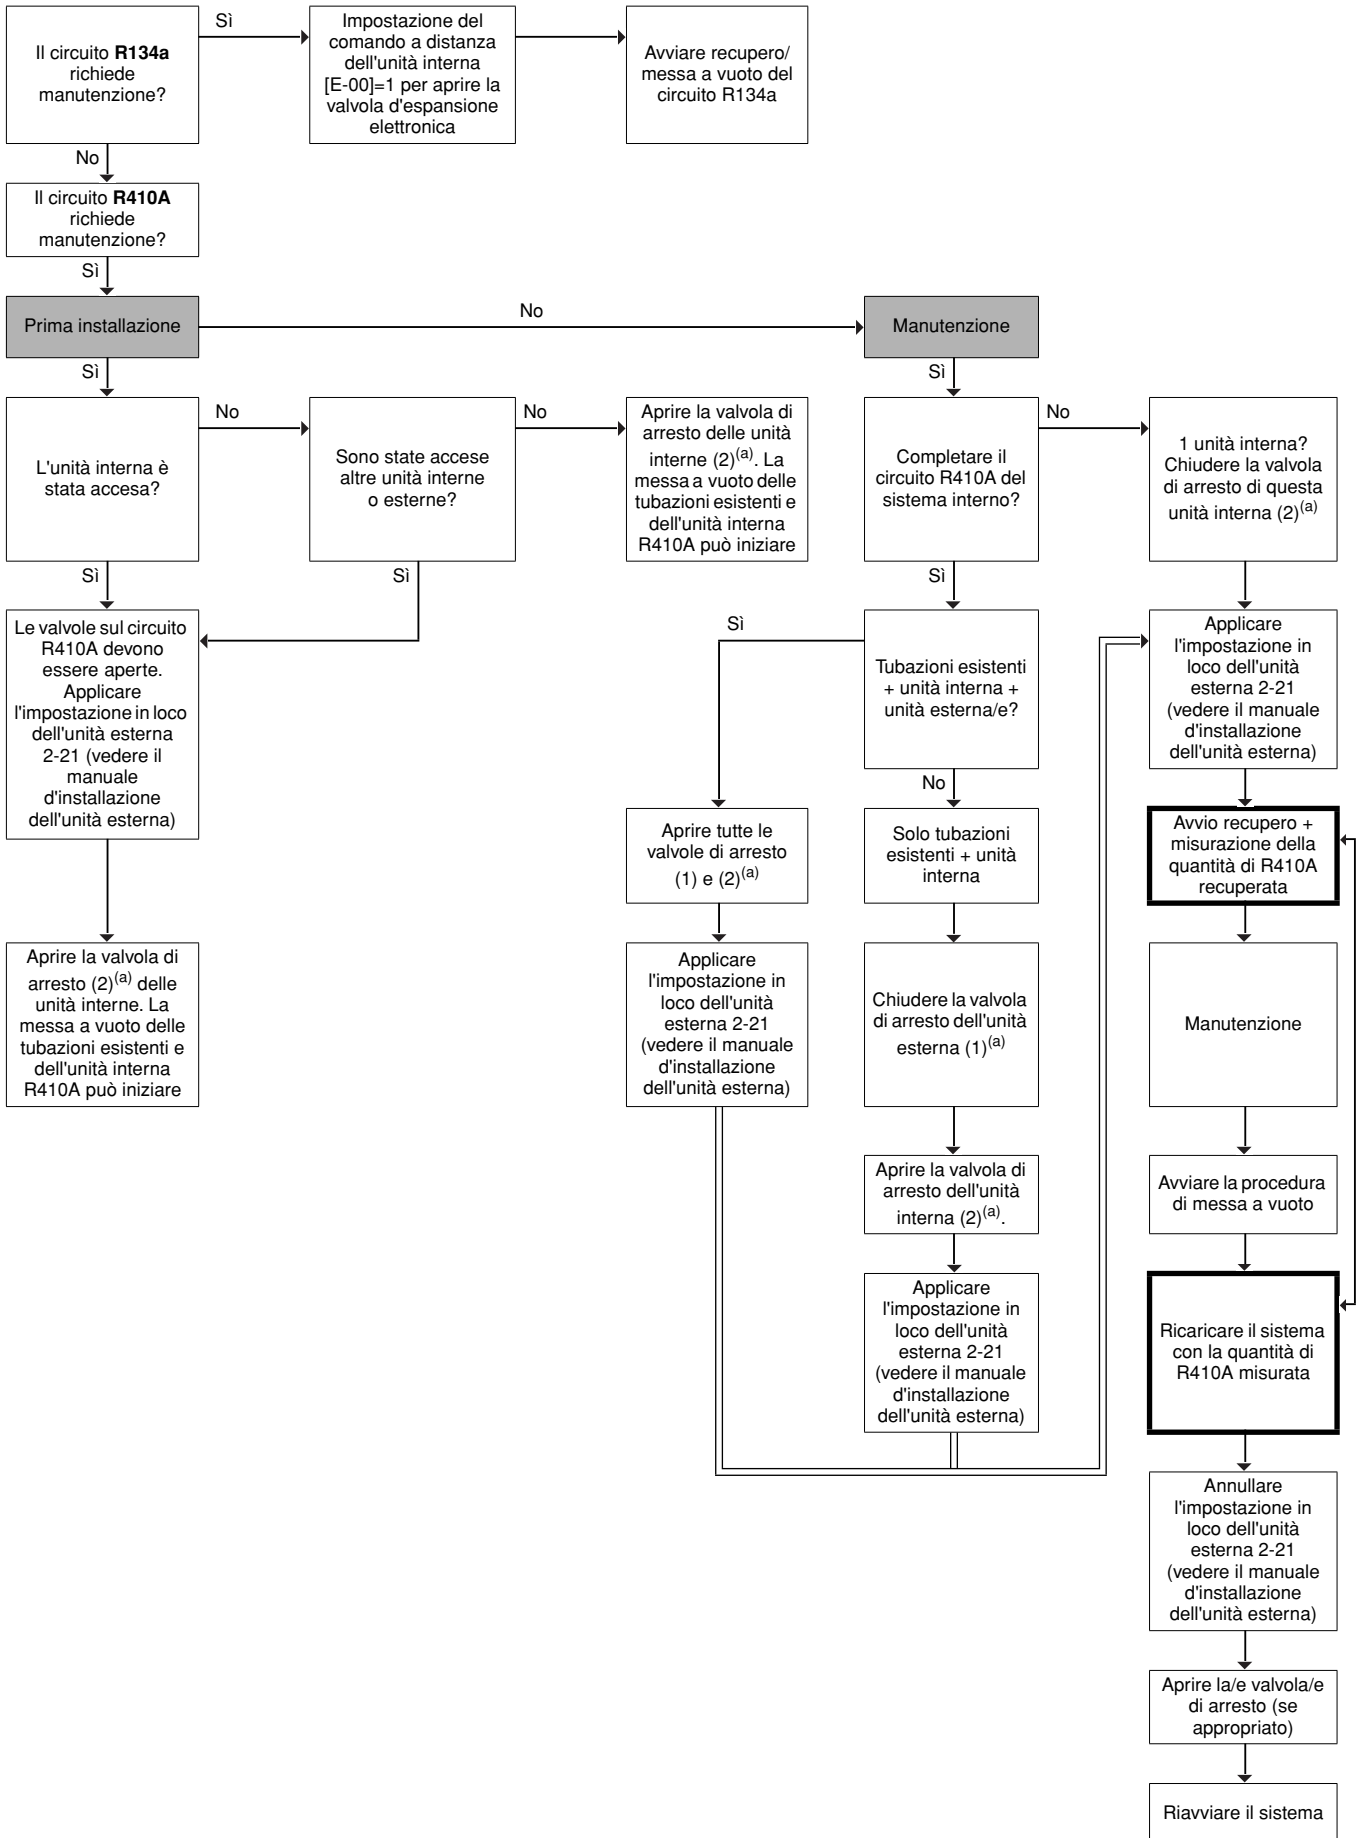 Il circuito R134a
richiede
manutenzione?
Sì
Impostazione del
comando a distanza
dell'unità interna
[E-00]=1 per aprire la
valvola d'espansione
elettronica
Avviare recupero/
messa a vuoto del
circuito R134a
No
Il circuito R410A
richiede
manutenzione?
Sì
Prima installazione
No
Manutenzione
Sì
Sì
L'unità interna è
stata accesa?
No
Sono state accese
altre unità interne
o esterne?
No
Aprire la valvola di
arresto delle unità
interne (2)(a). La
messa a vuoto delle
tubazioni esistenti e
dell'unità interna
R410A può iniziare
Completare il
circuito R410A del
sistema interno?
No
1 unità interna?
Chiudere la valvola
di arresto di questa
unità interna (2)(a)
Sì
Sì
Sì
Le valvole sul circuito
R410A devono
essere aperte.
Applicare
l'impostazione in loco
dell'unità esterna
2-21 (vedere il
manuale
d'installazione
dell'unità esterna)
Sì
Tubazioni esistenti
+ unità interna +
unità esterna/e?
Applicare
l'impostazione in
loco dell'unità
esterna 2-21
(vedere il manuale
d'installazione
dell'unità esterna)
No
Aprire tutte le
valvole di arresto
(1) e (2)(a)
Solo tubazioni
esistenti + unità
interna
Avvio recupero +
misurazione della
quantità di R410A
recuperata
Aprire la valvola di
arresto (2)(a) delle
unità interne. La
messa a vuoto delle
tubazioni esistenti e
dell'unità interna
R410A può iniziare
Applicare
l'impostazione in
loco dell'unità
esterna 2-21
(vedere il manuale
d'installazione
dell'unità esterna)
Chiudere la valvola
di arresto dell'unità
esterna (1)(a)
Manutenzione
Aprire la valvola di
arresto dell'unità
interna (2)(a).
Avviare la procedura
di messa a vuoto
Applicare
l'impostazione in
loco dell'unità
esterna 2-21
(vedere il manuale
d'installazione
dell'unità esterna)
Ricaricare il sistema
con la quantità di
R410A misurata
Annullare
l'impostazione in
loco dell'unità
esterna 2-21
(vedere il manuale
d'installazione
dell'unità esterna)
Aprire la/e valvola/e
di arresto (se
appropriato)
Riavviare il sistema